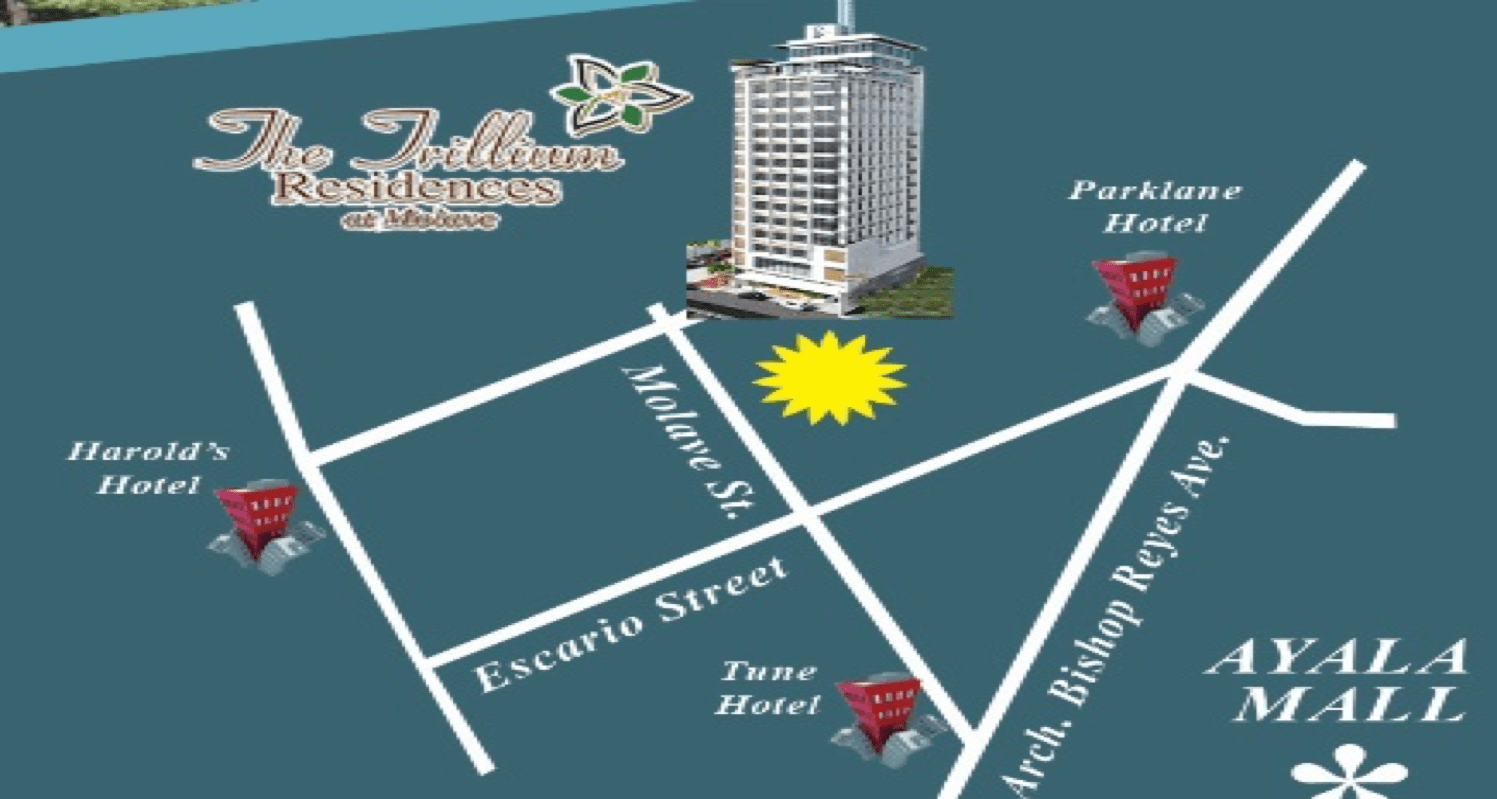 The Trillium
Residences
at Molave
Parklane
Hotel
Harold's
Hotel
Molave St.
Escario Street
Tune
Hotel
Arch. Bishop Reyes Ave.
AYALA
MALL